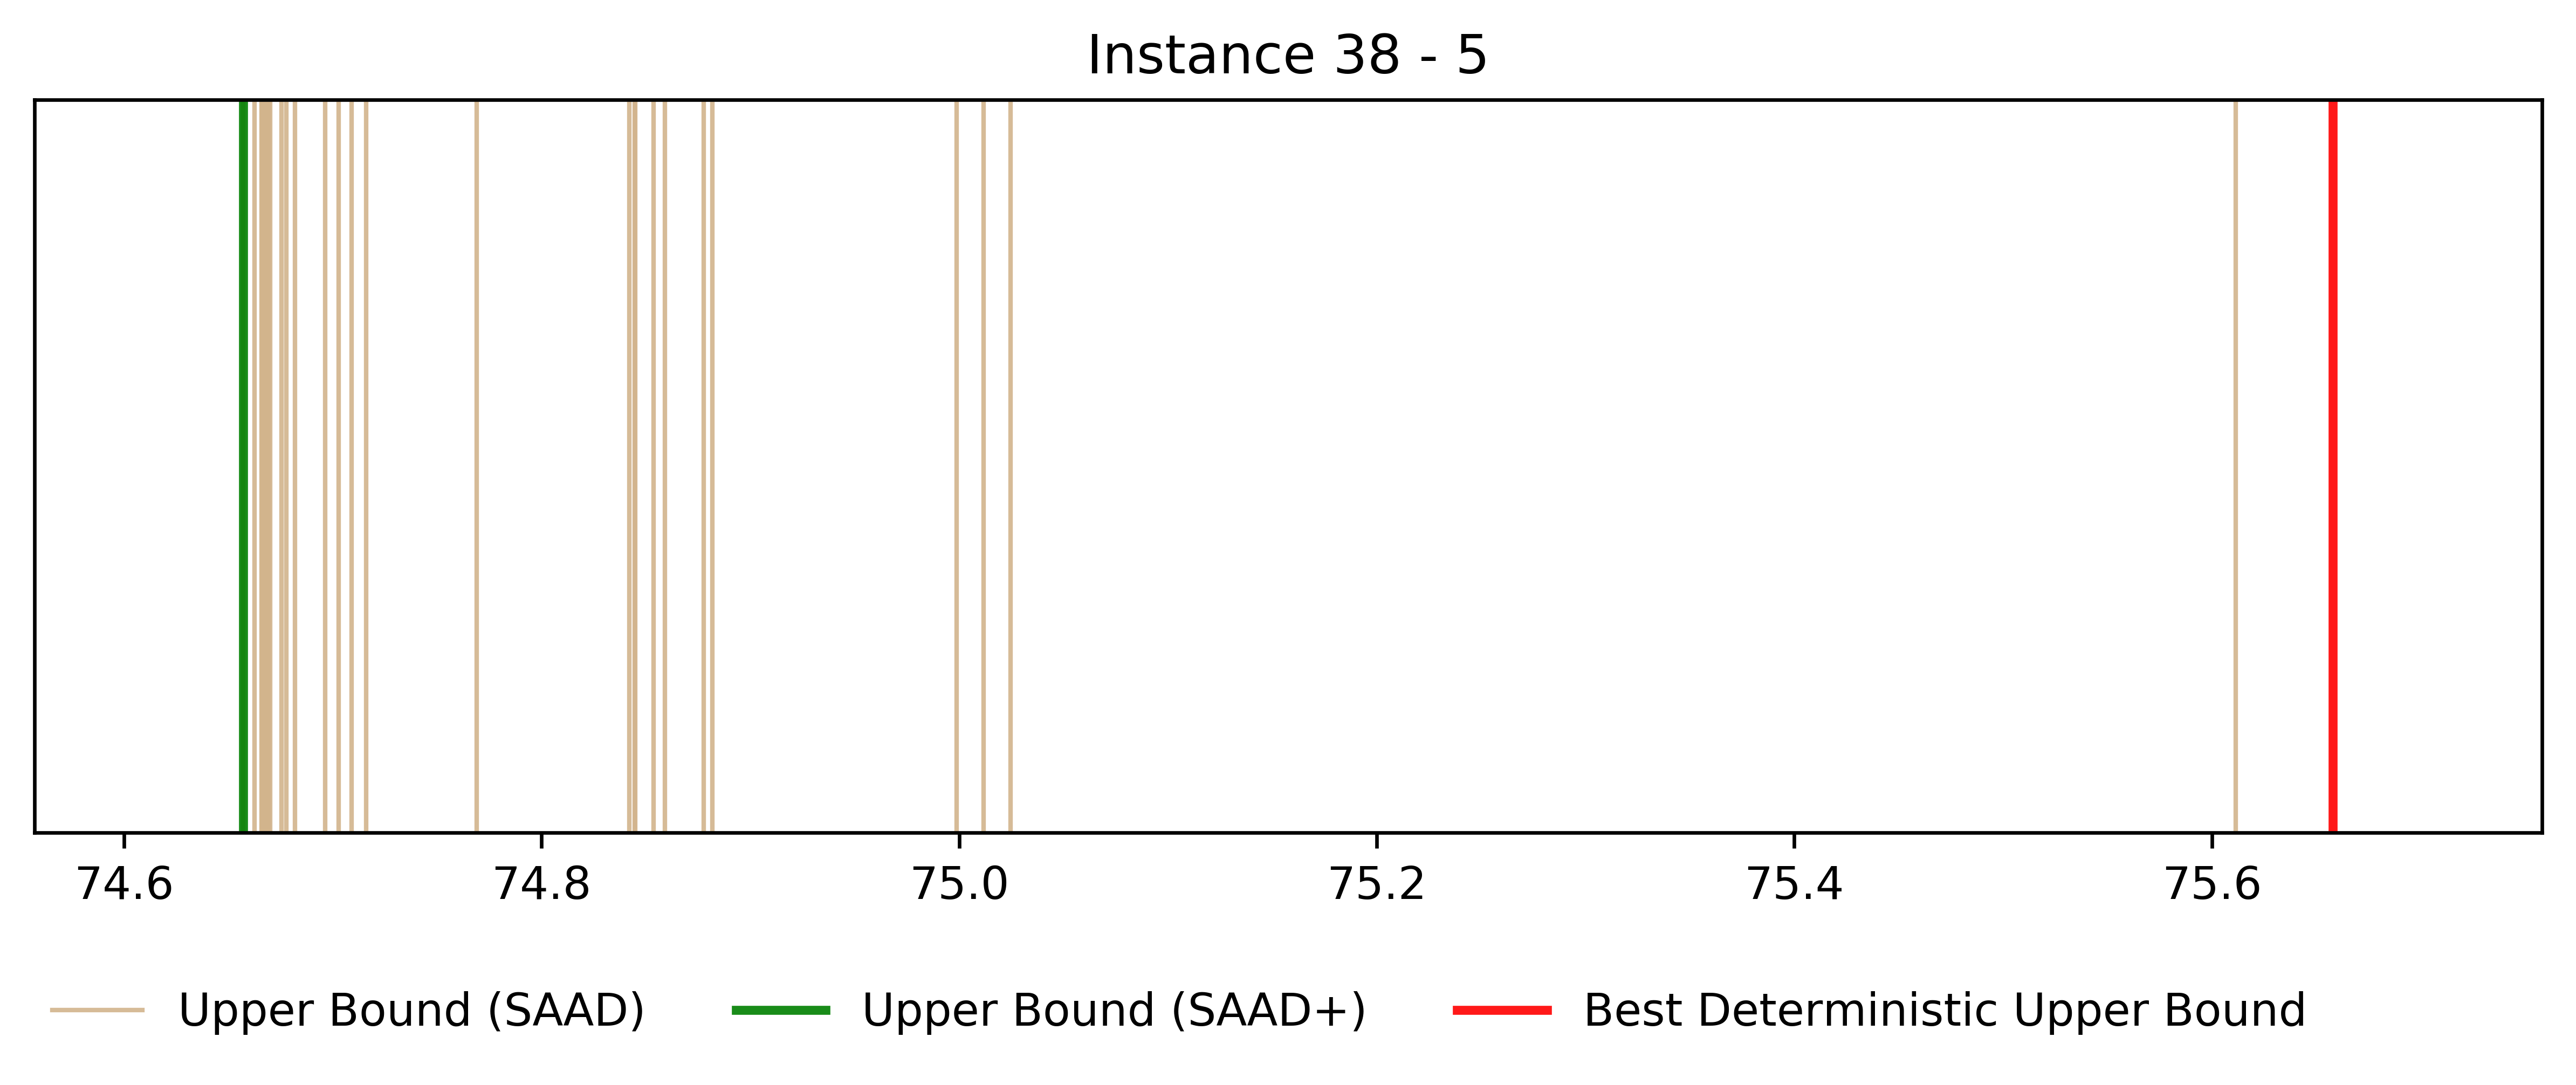 Instance 38 - 5
74.6 74.8 75.0 75.2 75.4 75.6
Upper Bound (SAAD) Upper Bound (SAAD+) Best Deterministic Upper Bound